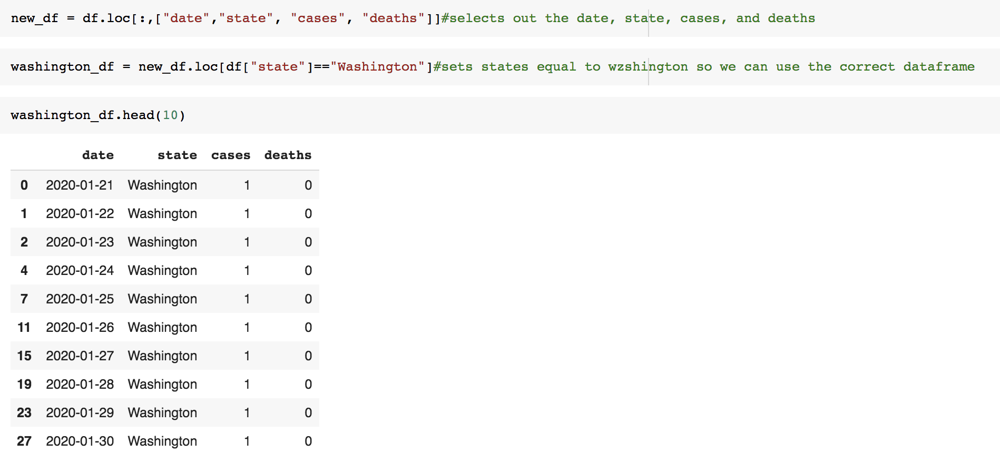 new_df = df.loc[:,["date","state", "cases", "deaths"]]#selects out the date, state, cases, and deaths
washington_df = new_df.loc[df["state"]=="Washington"]#sets states equal to wzshington so we can use the correct dataframe
washington_df.head(10)
date state cases deaths
0 2020-01-21 Washington 1 0
1 2020-01-22 Washington 1 0
2 2020-01-23 Washington 1 0
4 2020-01-24 Washington 1 0
7 2020-01-25 Washington 1 0
11 2020-01-26 Washington 1 0
15 2020-01-27 Washington 1 0
19 2020-01-28 Washington 1 0
23 2020-01-29 Washington 1 0
27 2020-01-30 Washington 1 0